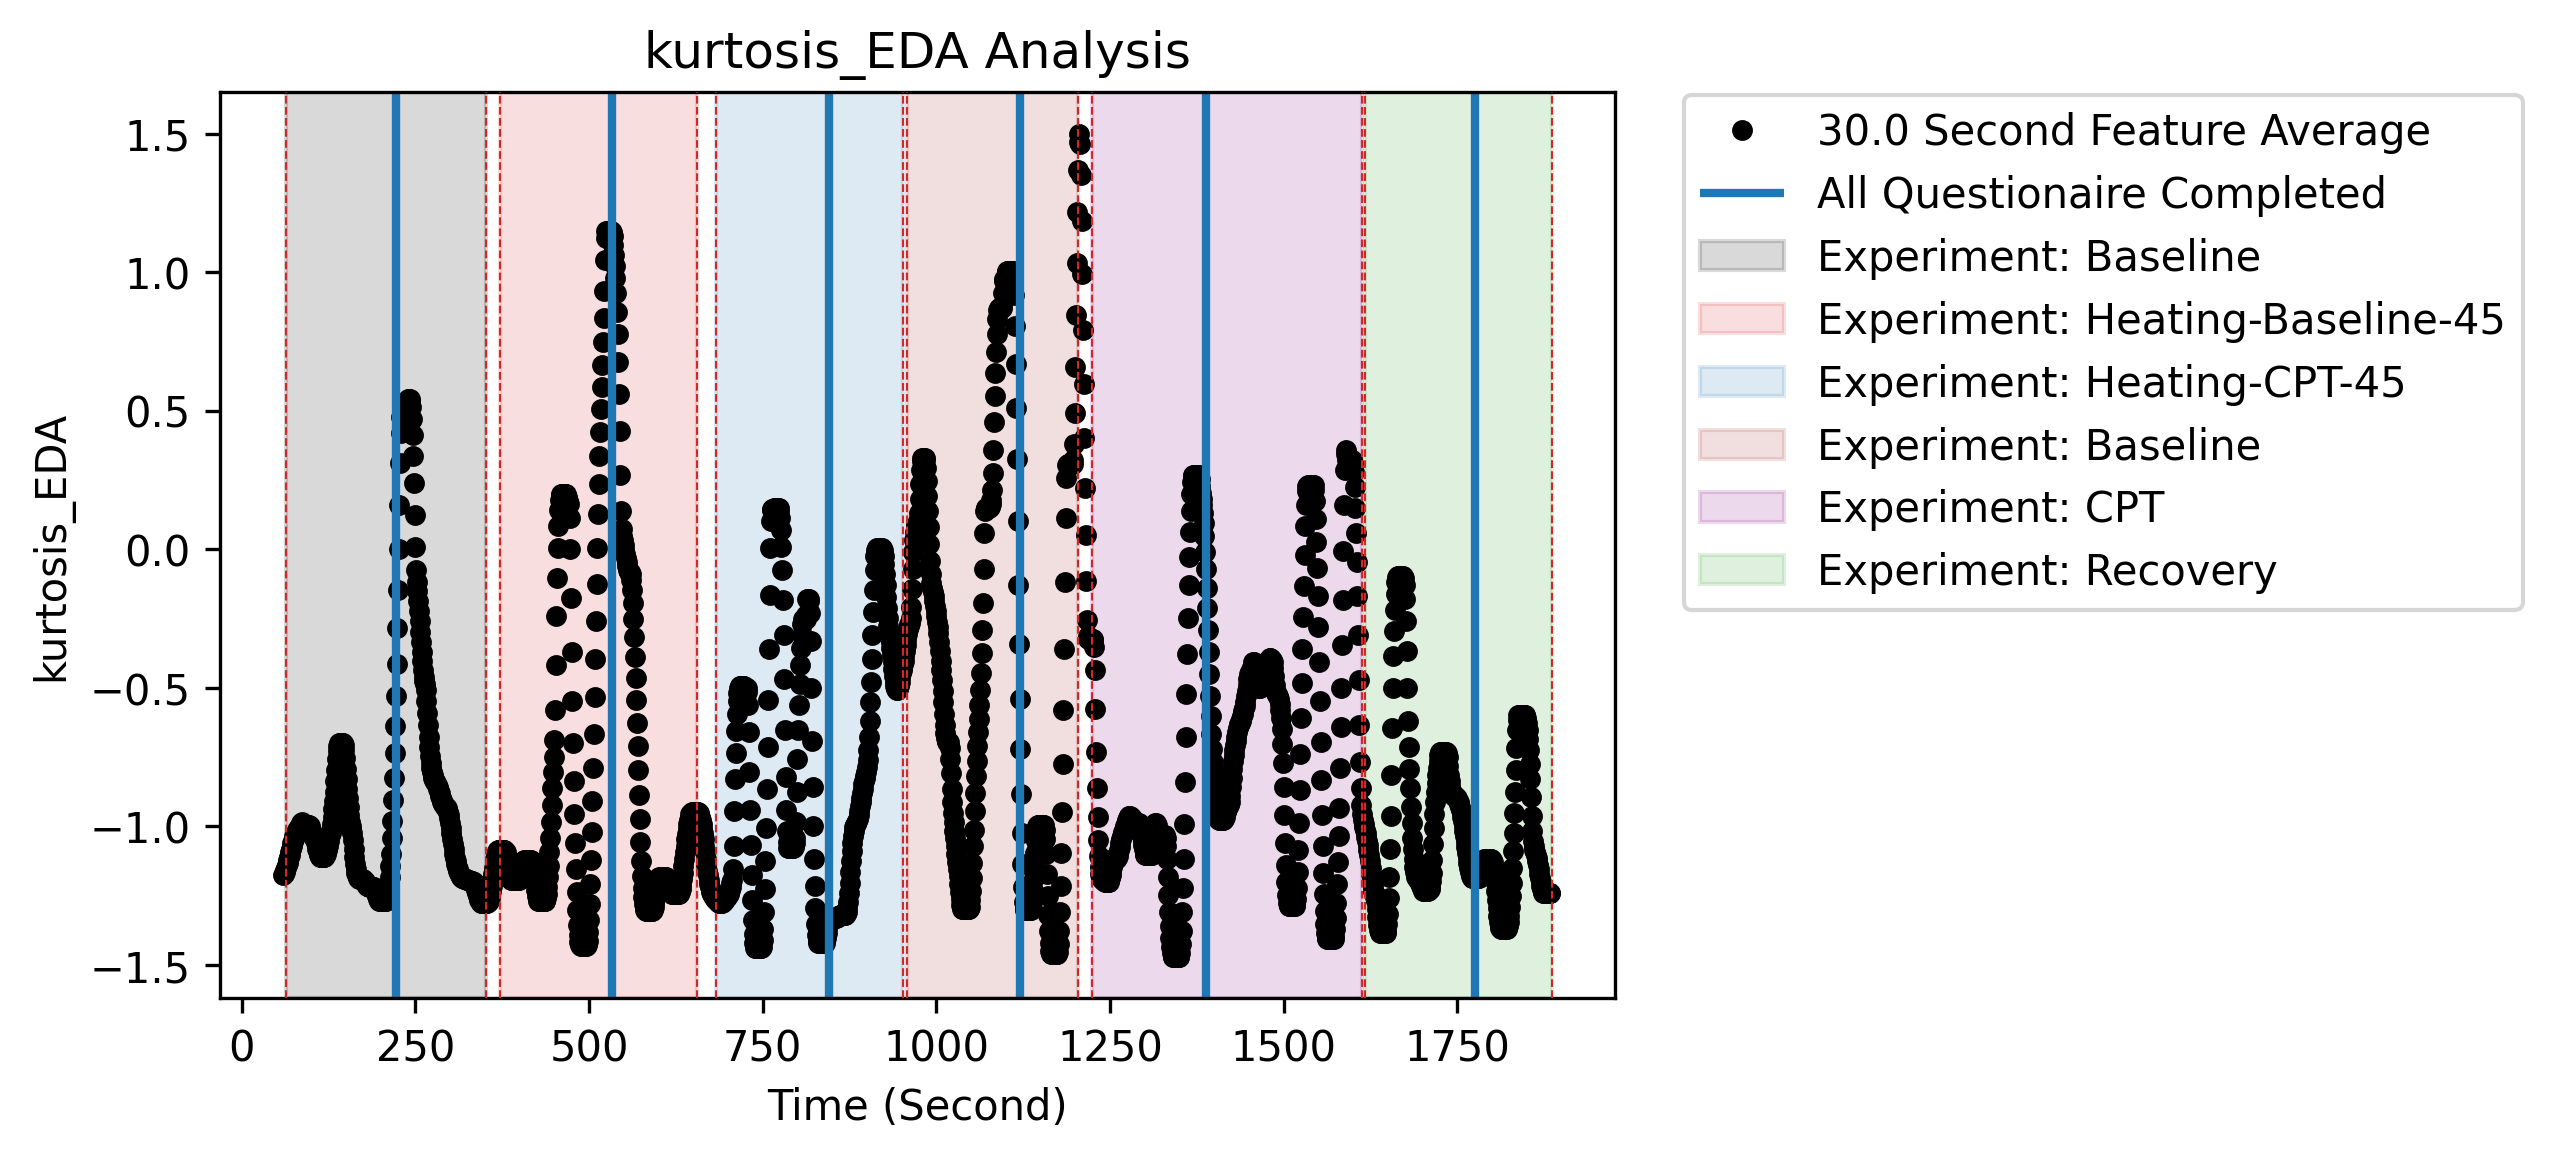 kurtosis_EDA Analysis
kurtosis_EDA
1.5
1.0
0.5
0.0
−0.5
−1.0
−1.5
0 250 500 750 1000 1250 1500 1750
Time (Second)
30.0 Second Feature Average
All Questionaire Completed
Experiment: Baseline
Experiment: Heating-Baseline-45
Experiment: Heating-CPT-45
Experiment: Baseline
Experiment: CPT
Experiment: Recovery